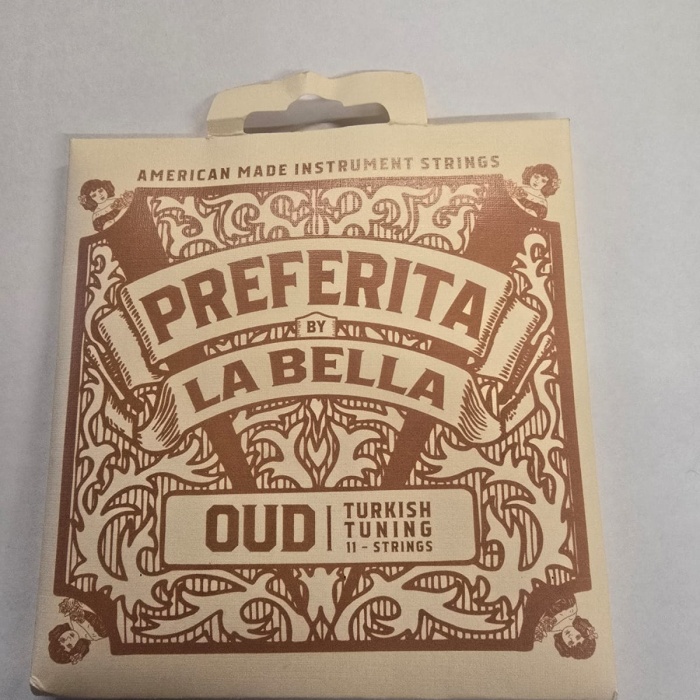 AMERICAN MADE INSTRUMENT STRINGS
PREFERITA
BY
LA BELLA
OUD | TURKISH
TUNING
11 - STRINGS